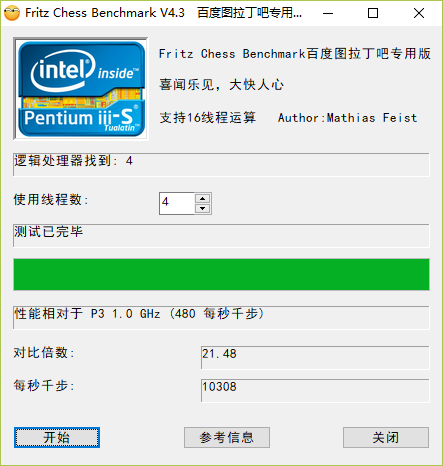 Fritz Chess Benchmark V4.3 百度图拉丁吧专用...
intel inside™
Pentium iii-S
Tualatin
Fritz Chess Benchmark百度图拉丁吧专用版
喜闻乐见，大快人心
支持16线程运算 Author:Mathias Feist
逻辑处理器找到: 4
使用线程数: 4
测试已完毕
性能相对于 P3 1.0 GHz (480 每秒千步)
对比倍数: 21.48
每秒千步: 10308
开始 参考信息 关闭